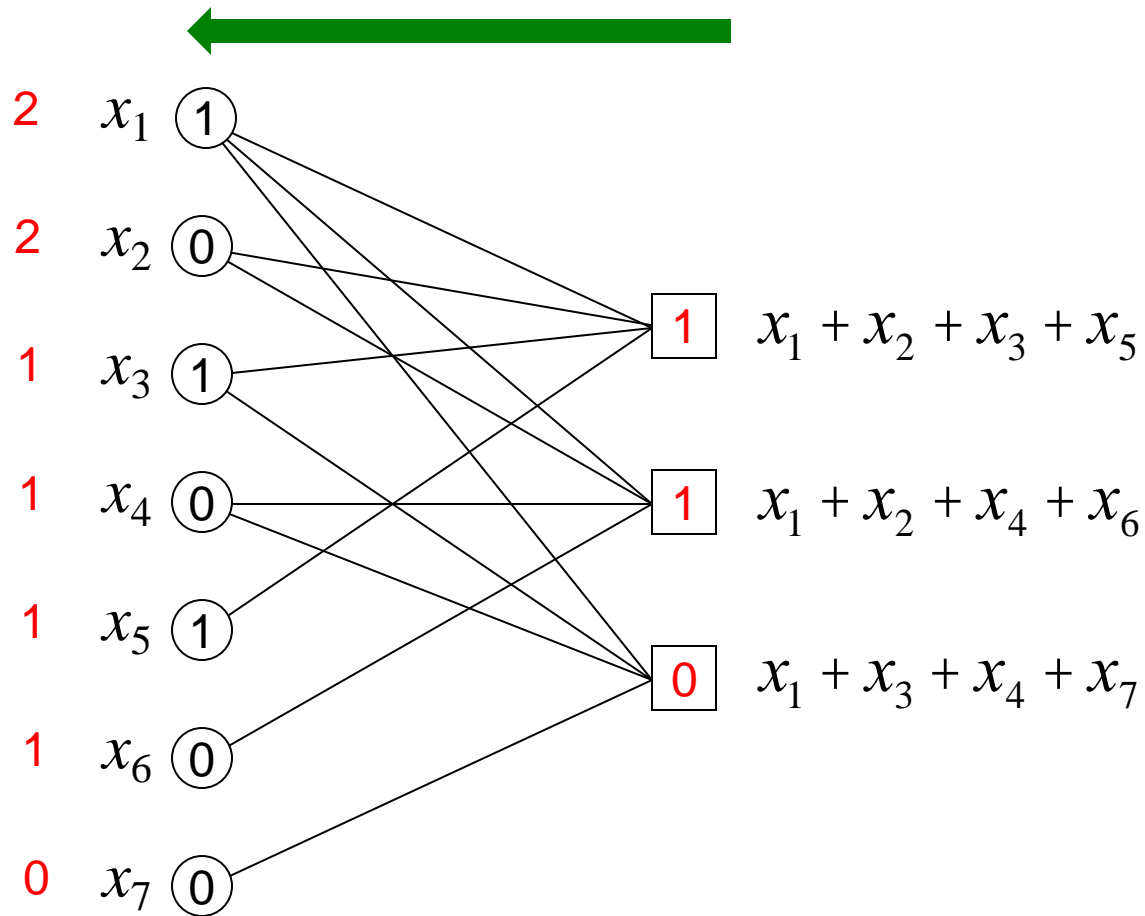 2 x₁ 1
2 x₂ 0
1 x₁ + x₂ + x₃ + x₅
1 x₃ 1
1 x₄ 0
1 x₁ + x₂ + x₄ + x₆
1 x₅ 1
0 x₁ + x₃ + x₄ + x₇
1 x₆ 0
0 x₇ 0